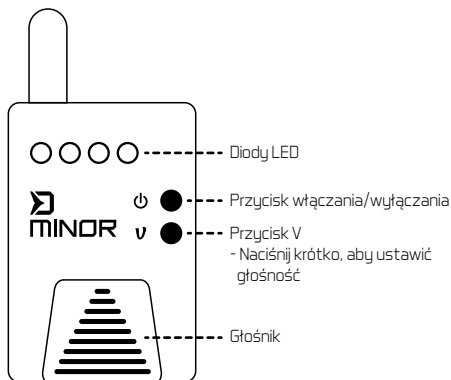 Diody LED
Przycisk włączania/wyłączania
MINOR
V
Przycisk V
- Naciśnij krótko, aby ustawić
głośność
Głośnik